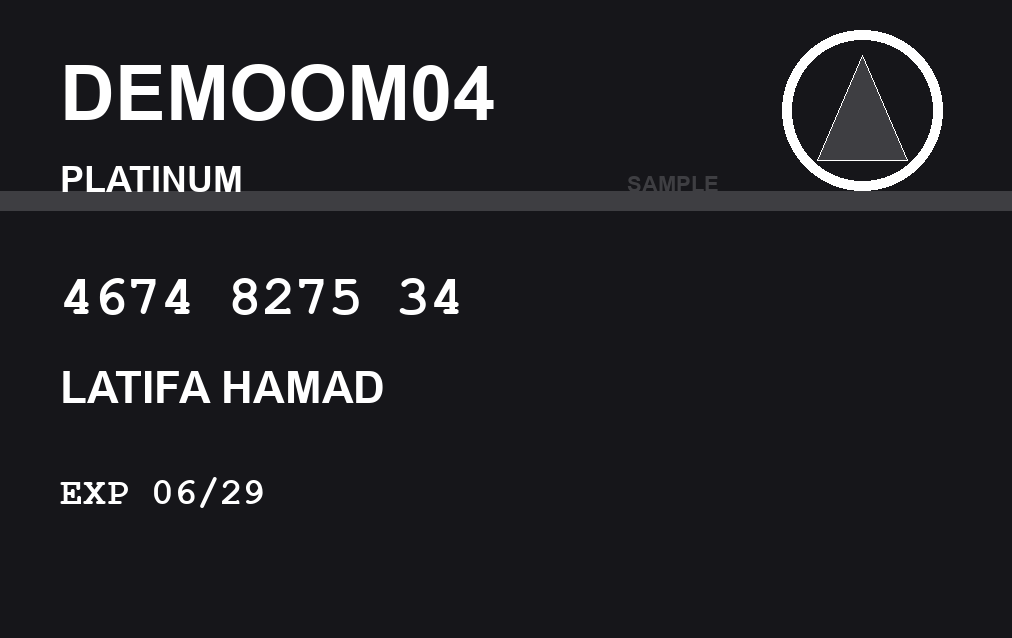 DEMOOM04
PLATINUM
SAMPLE
4674 8275 34
LATIFA HAMAD
EXP 06/29